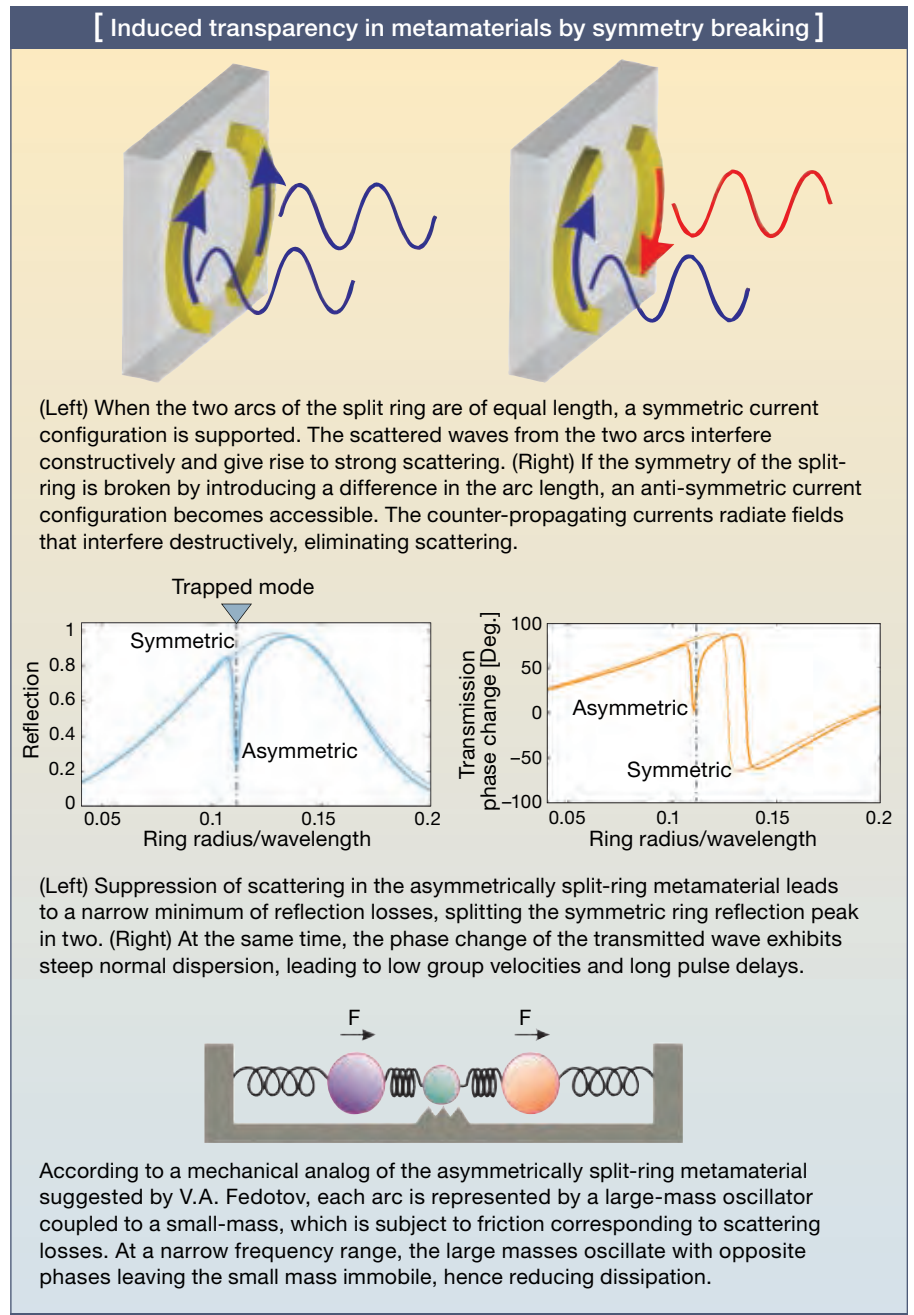 [ Induced transparency in metamaterials by symmetry breaking ]
(Left) When the two arcs of the split ring are of equal length, a symmetric current
configuration is supported. The scattered waves from the two arcs interfere
constructively and give rise to strong scattering. (Right) If the symmetry of the split-
ring is broken by introducing a difference in the arc length, an anti-symmetric current
configuration becomes accessible. The counter-propagating currents radiate fields
that interfere destructively, eliminating scattering.
Trapped mode
Reflection
1
0.8
0.6
0.4
0.2
0
Symmetric
Asymmetric
0.05
0.1
0.15
0.2
Ring radius/wavelength
Transmission
phase change [Deg.]
100
50
0
−50
−100
Asymmetric
Symmetric
0.05
0.1
0.15
0.2
Ring radius/wavelength
(Left) Suppression of scattering in the asymmetrically split-ring metamaterial leads
to a narrow minimum of reflection losses, splitting the symmetric ring reflection peak
in two. (Right) At the same time, the phase change of the transmitted wave exhibits
steep normal dispersion, leading to low group velocities and long pulse delays.
F
F
According to a mechanical analog of the asymmetrically split-ring metamaterial
suggested by V.A. Fedotov, each arc is represented by a large-mass oscillator
coupled to a small-mass, which is subject to friction corresponding to scattering
losses. At a narrow frequency range, the large masses oscillate with opposite
phases leaving the small mass immobile, hence reducing dissipation.